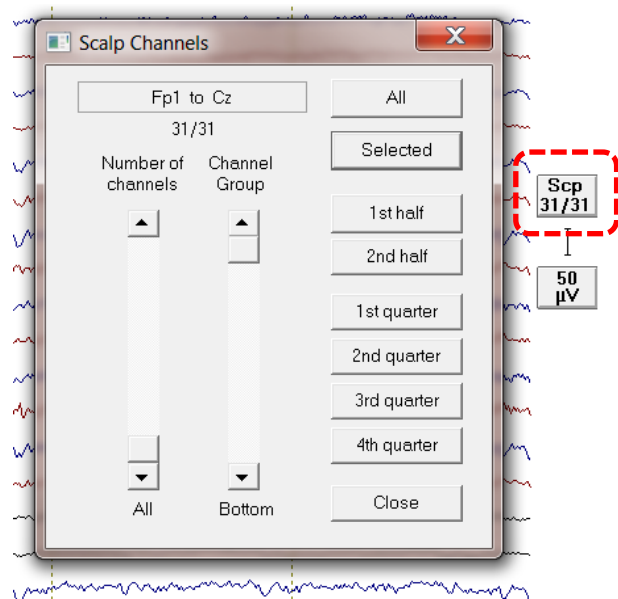 Scalp Channels
X
Fp1 to Cz
31/31
Number of
channels
Channel
Group
All
Bottom
All
Selected
1st half
2nd half
1st quarter
2nd quarter
3rd quarter
4th quarter
Close
Scp
31/31
50
µV